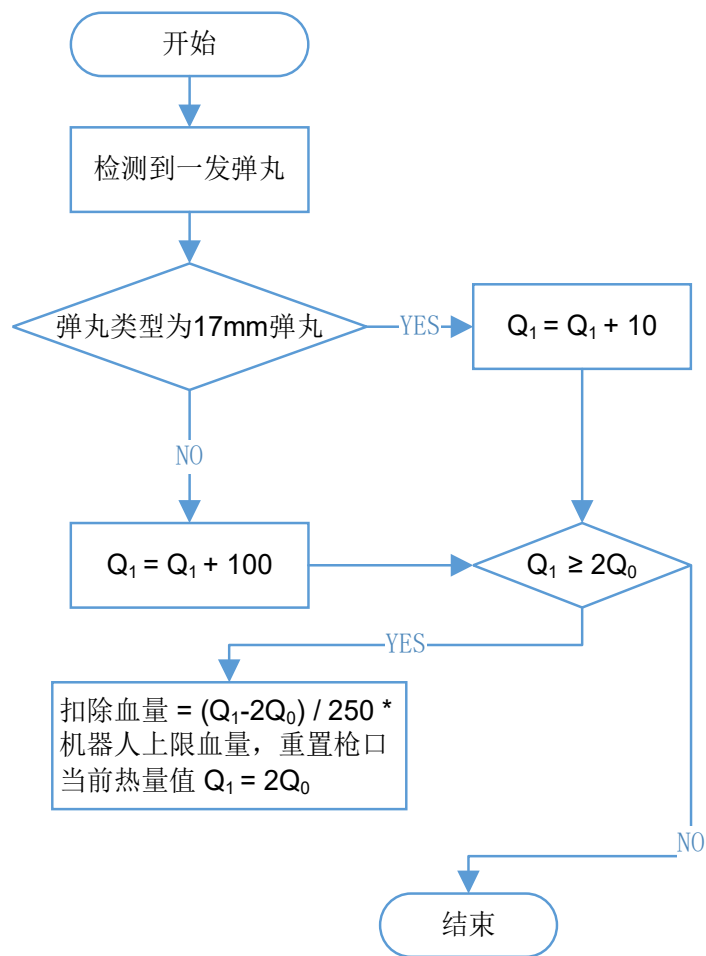 开始
检测到一发弹丸
弹丸类型为17mm弹丸
YES
Q₁ = Q₁ + 10
NO
Q₁ = Q₁ + 100
Q₁ ≥ 2Q₀
YES
扣除血量 = (Q₁-2Q₀) / 250 *
机器人上限血量，重置枪口
当前热量值 Q₁ = 2Q₀
NO
结束